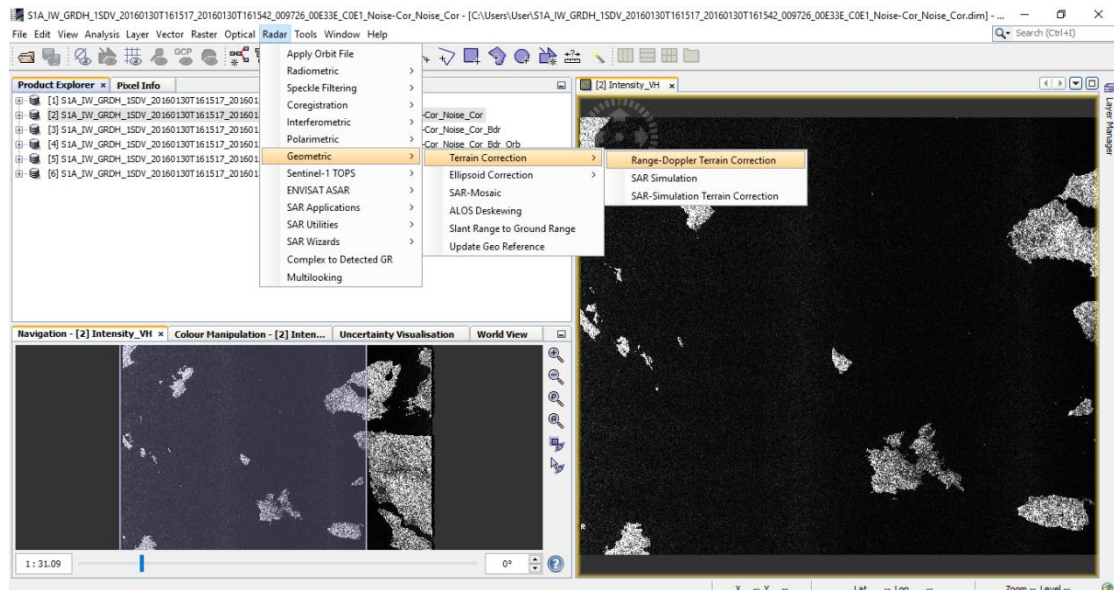 S1A_IW_GRDH_1SDV_20160130T161517_20160130T161542_009726_00E33E_C0E1_Noise-Cor_Noise_Cor - [C:\Users\User\S1A_IW_GRDH_1SDV_20160130T161517_20160130T161542_009726_00E33E_C0E1_Noise-Cor_Noise_Cor.dim] - ...
File Edit View Analysis Layer Vector Raster Optical Radar Tools Window Help
Search (Ctrl+I)
GCP
Product Explorer × Pixel Info
[1] S1A_IW_GRDH_1SDV_20160130T161517_201601
[2] S1A_IW_GRDH_1SDV_20160130T161517_201601
-Cor_Noise_Cor
[3] S1A_IW_GRDH_1SDV_20160130T161517_201601
-Cor_Noise_Cor_Bdr
[4] S1A_IW_GRDH_1SDV_20160130T161517_201601
-Cor_Noise_Cor_Bdr_Orb
[5] S1A_IW_GRDH_1SDV_20160130T161517_201601
[6] S1A_IW_GRDH_1SDV_20160130T161517_201601
Apply Orbit File
Radiometric
Speckle Filtering
Coregistration
Interferometric
Polarimetric
Geometric
Sentinel-1 TOPS
ENVISAT ASAR
SAR Applications
SAR Utilities
SAR Wizards
Complex to Detected GR
Multilooking
Terrain Correction
Ellipsoid Correction
SAR-Mosaic
ALOS Deskewing
Slant Range to Ground Range
Update Geo Reference
Range-Doppler Terrain Correction
SAR Simulation
SAR-Simulation Terrain Correction
[2] Intensity_VH ×
Layer Manager
Navigation - [2] Intensity_VH × Colour Manipulation - [2] Inten... Uncertainty Visualisation World View
1 : 31.09
0°
X -- Y -- Lat -- Lon -- Zoom -- Level --